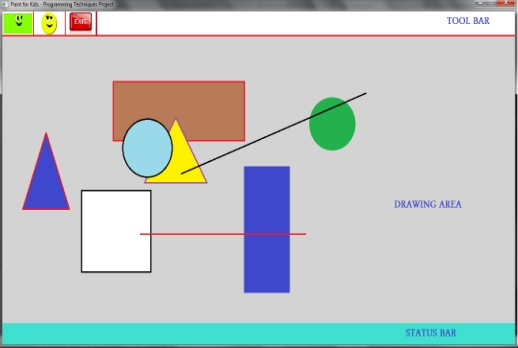 Paint for Kids - Programming Techniques Project
EXIT
TOOL BAR
DRAWING AREA
STATUS BAR